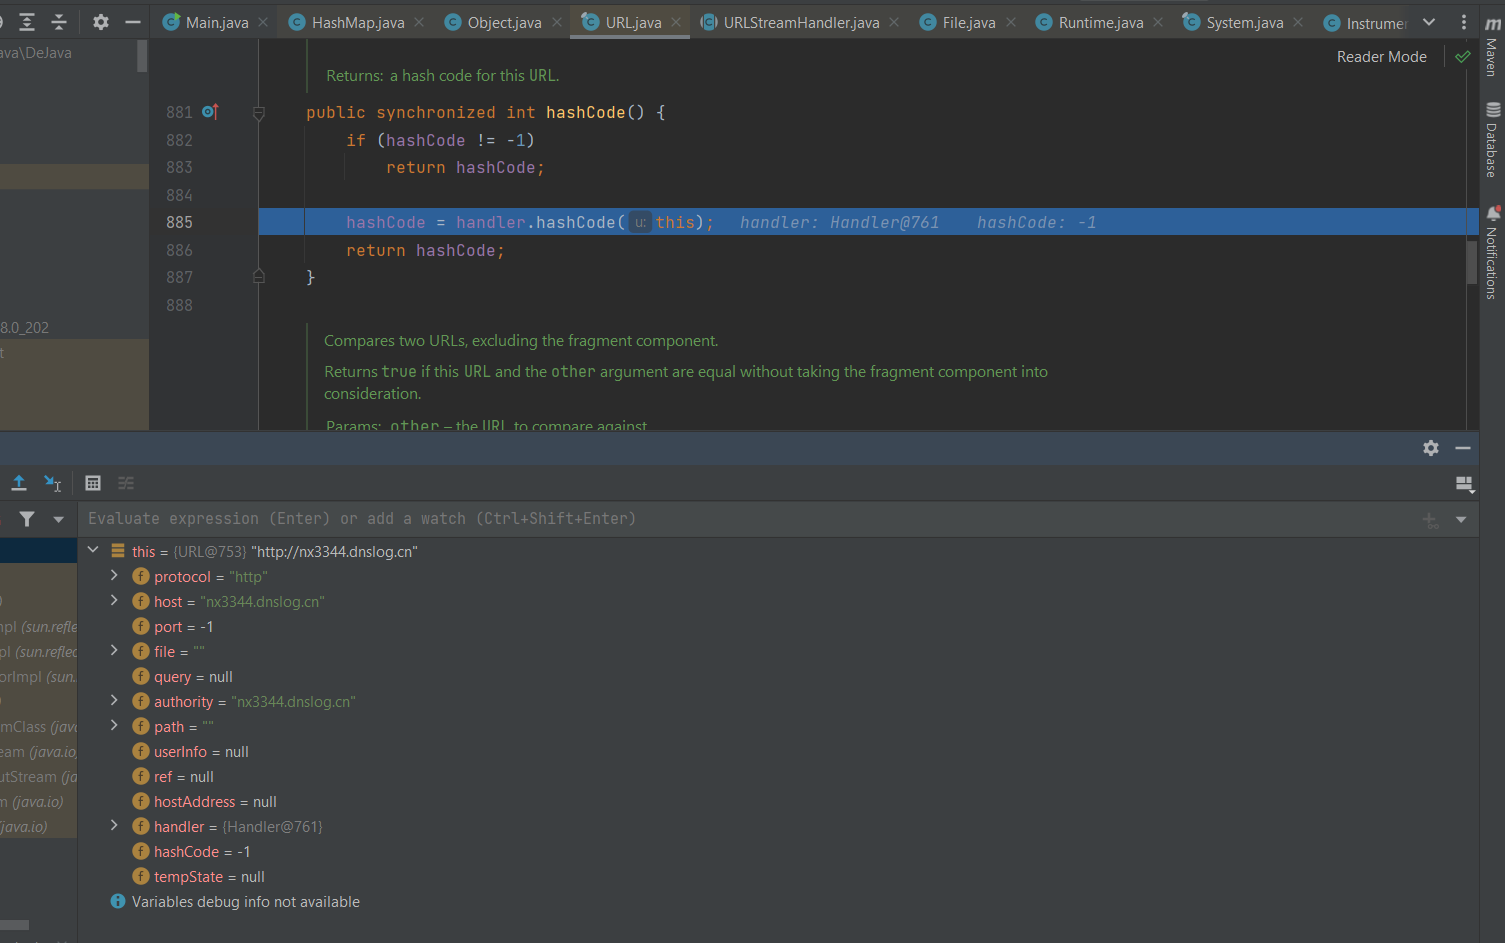 Main.java
HashMap.java
Object.java
URL.java
URLStreamHandler.java
File.java
Runtime.java
System.java
Instrumer
ava\DeJava
Reader Mode
Maven
Database
Notifications
Returns: a hash code for this URL.
881 public synchronized int hashCode() {
882 if (hashCode != -1)
883 return hashCode;
884
885 hashCode = handler.hashCode( u: this); handler: Handler@761 hashCode: -1
886 return hashCode;
887 }
888
8.0_202
t
Compares two URLs, excluding the fragment component.
Returns true if this URL and the other argument are equal without taking the fragment component into
consideration.
Params: other – the URL to compare against
Evaluate expression (Enter) or add a watch (Ctrl+Shift+Enter)
this = {URL@753} "http://nx3344.dnslog.cn"
protocol = "http"
host = "nx3344.dnslog.cn"
port = -1
file = ""
query = null
authority = "nx3344.dnslog.cn"
path = ""
userInfo = null
ref = null
hostAddress = null
handler = {Handler@761}
hashCode = -1
tempState = null
Variables debug info not available
)
mpl (sun.refle
pl (sun.reflec
orImpl (sun.
)
mClass (java
eam (java.io
utStream (ja
m (java.io)
(java.io)